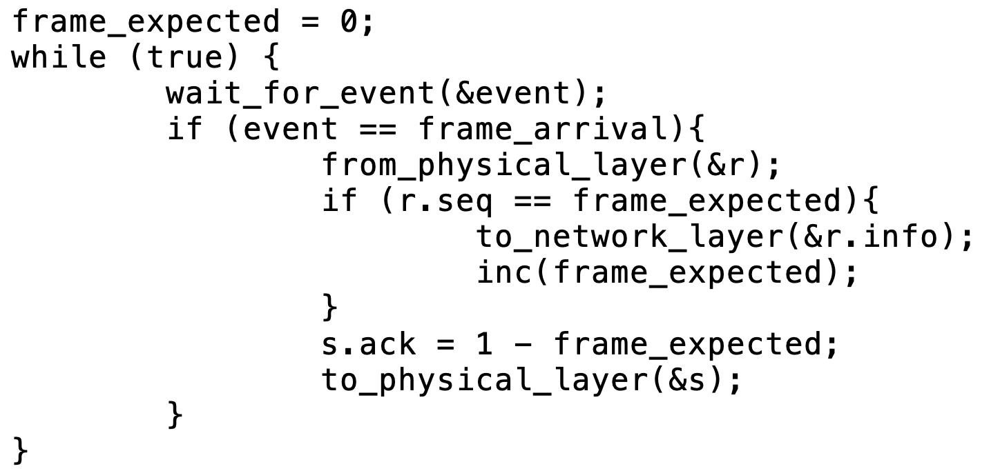 frame_expected = 0;
while (true) {
        wait_for_event(&event);
        if (event == frame_arrival){
                from_physical_layer(&r);
                if (r.seq == frame_expected){
                        to_network_layer(&r.info);
                        inc(frame_expected);
                }
                s.ack = 1 - frame_expected;
                to_physical_layer(&s);
        }
}